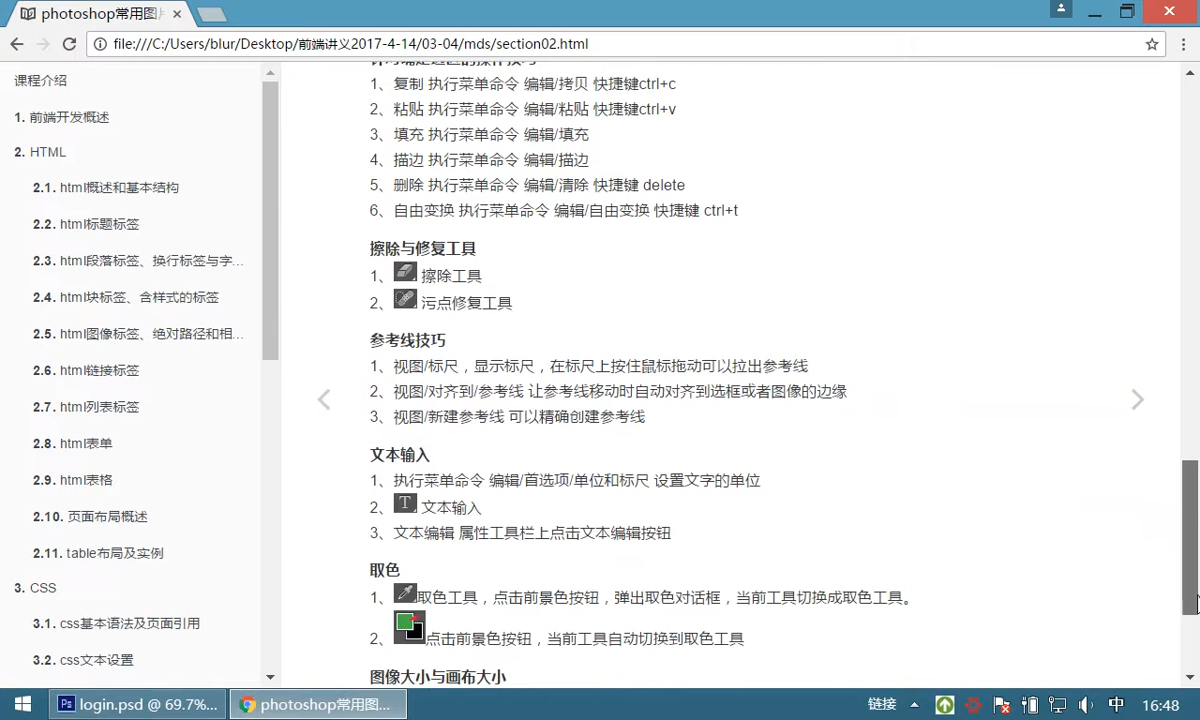 photoshop常用图
file:///C:/Users/blur/Desktop/前端讲义2017-4-14/03-04/mds/section02.html
课程介绍
1. 前端开发概述
2. HTML
2.1. html概述和基本结构
2.2. html标题标签
2.3. html段落标签、换行标签与字...
2.4. html块标签、含样式的标签
2.5. html图像标签、绝对路径和相...
2.6. html链接标签
2.7. html列表标签
2.8. html表单
2.9. html表格
2.10. 页面布局概述
2.11. table布局及实例
3. CSS
3.1. css基本语法及页面引用
3.2. css文本设置
1、复制 执行菜单命令 编辑/拷贝 快捷键ctrl+c
2、粘贴 执行菜单命令 编辑/粘贴 快捷键ctrl+v
3、填充 执行菜单命令 编辑/填充
4、描边 执行菜单命令 编辑/描边
5、删除 执行菜单命令 编辑/清除 快捷键 delete
6、自由变换 执行菜单命令 编辑/自由变换 快捷键 ctrl+t
擦除与修复工具
1、擦除工具
2、污点修复工具
参考线技巧
1、视图/标尺，显示标尺，在标尺上按住鼠标拖动可以拉出参考线
2、视图/对齐到/参考线 让参考线移动时自动对齐到选框或者图像的边缘
3、视图/新建参考线 可以精确创建参考线
文本输入
1、执行菜单命令 编辑/首选项/单位和标尺 设置文字的单位
2、T 文本输入
3、文本编辑 属性工具栏上点击文本编辑按钮
取色
1、取色工具，点击前景色按钮，弹出取色对话框，当前工具切换成取色工具。
2、点击前景色按钮，当前工具自动切换到取色工具
图像大小与画布大小
Ps login.psd @ 69.7%...
photoshop常用图...
链接
中
16:48